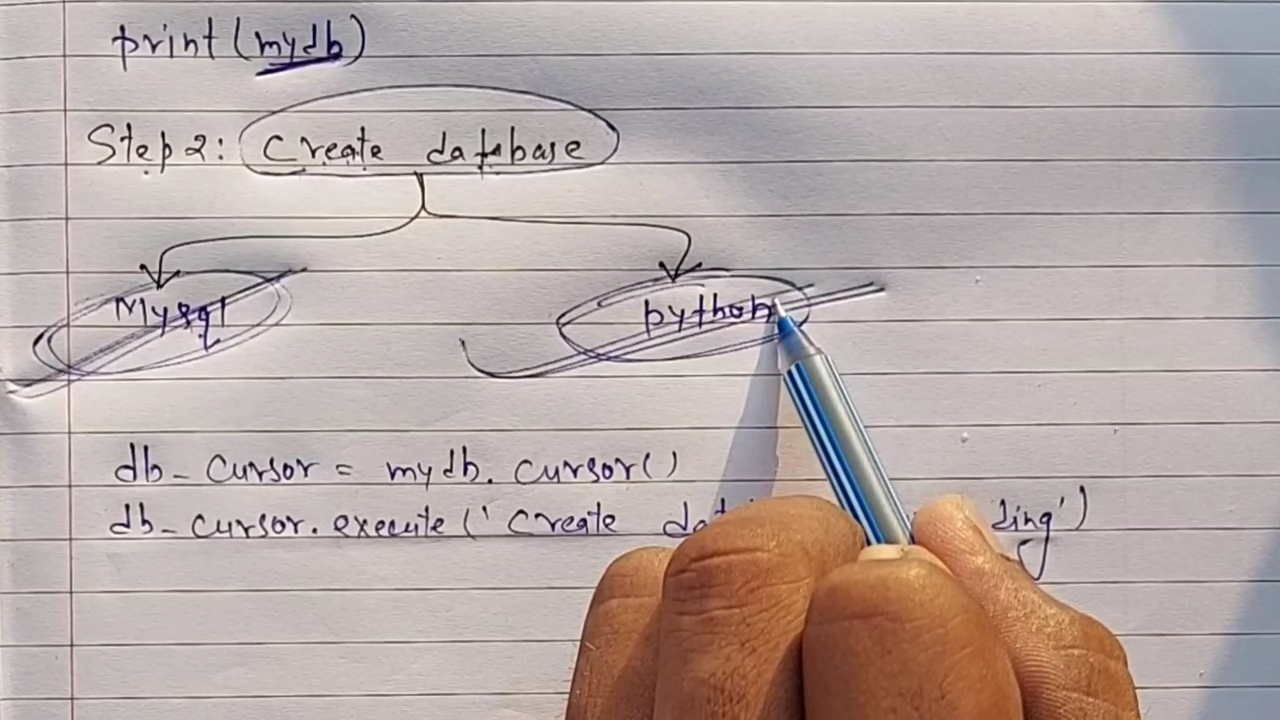 print(mydb)
Step 2: Create database
Mysql python
db_cursor = mydb.cursor()
db_cursor.execute('Create